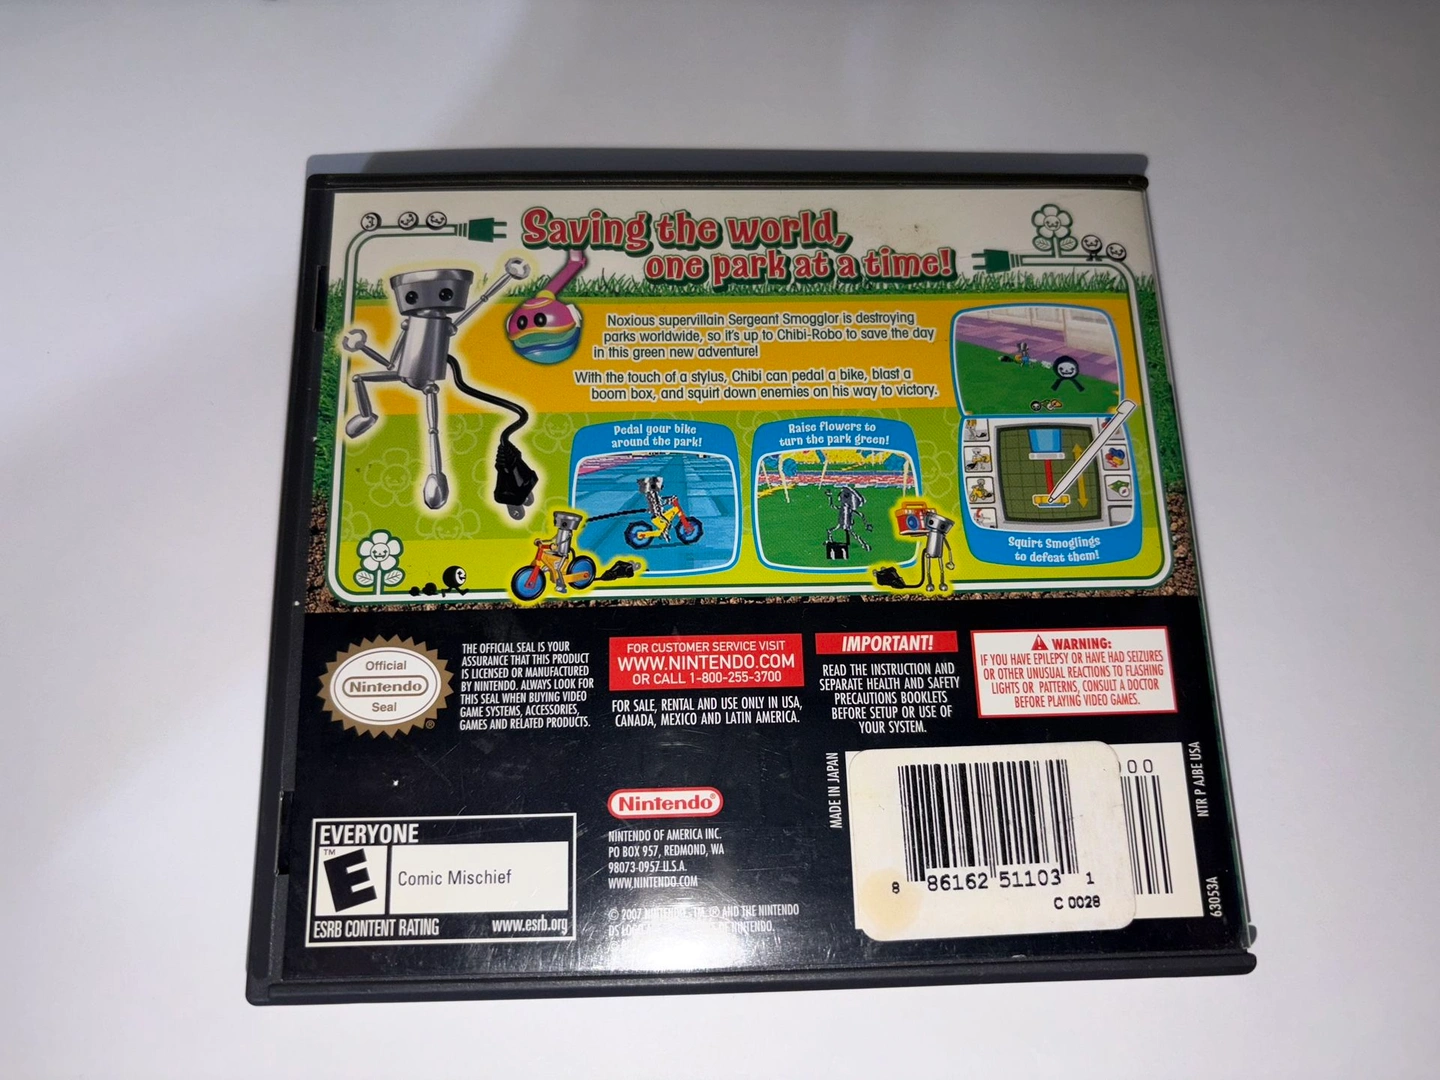 Saving the world,
one park at a time!
Noxious supervillain Sergeant Smogglor is destroying
parks worldwide, so it's up to Chibi-Robo to save the day
in this green new adventure!
With the touch of a stylus, Chibi can pedal a bike, blast a
boom box, and squirt down enemies on his way to victory.
Pedal your bike
around the park!
Raise flowers to
turn the park green!
Squirt Smoglings
to defeat them!
Official
Nintendo
Seal
®
THE OFFICIAL SEAL IS YOUR
ASSURANCE THAT THIS PRODUCT
IS LICENSED OR MANUFACTURED
BY NINTENDO. ALWAYS LOOK FOR
THIS SEAL WHEN BUYING VIDEO
GAME SYSTEMS, ACCESSORIES,
GAMES AND RELATED PRODUCTS.
FOR CUSTOMER SERVICE VISIT
WWW.NINTENDO.COM
OR CALL 1-800-255-3700
FOR SALE, RENTAL AND USE ONLY IN USA,
CANADA, MEXICO AND LATIN AMERICA.
IMPORTANT!
READ THE INSTRUCTION AND
SEPARATE HEALTH AND SAFETY
PRECAUTIONS BOOKLETS
BEFORE SETUP OR USE OF
YOUR SYSTEM.
WARNING:
IF YOU HAVE EPILEPSY OR HAVE HAD SEIZURES
OR OTHER UNUSUAL REACTIONS TO FLASHING
LIGHTS OR PATTERNS, CONSULT A DOCTOR
BEFORE PLAYING VIDEO GAMES.
EVERYONE
TM
E
Comic Mischief
ESRB CONTENT RATING www.esrb.org
Nintendo®
NINTENDO OF AMERICA INC.
PO BOX 957, REDMOND, WA
98073-0957 U.S.A.
WWW.NINTENDO.COM
© 2007 NINTENDO. TM, ® AND THE NINTENDO
DS LOGO OF NINTENDO.
MADE IN JAPAN
00
8 86162 51103 1
C 0028
NTR P AJBE USA
63053A